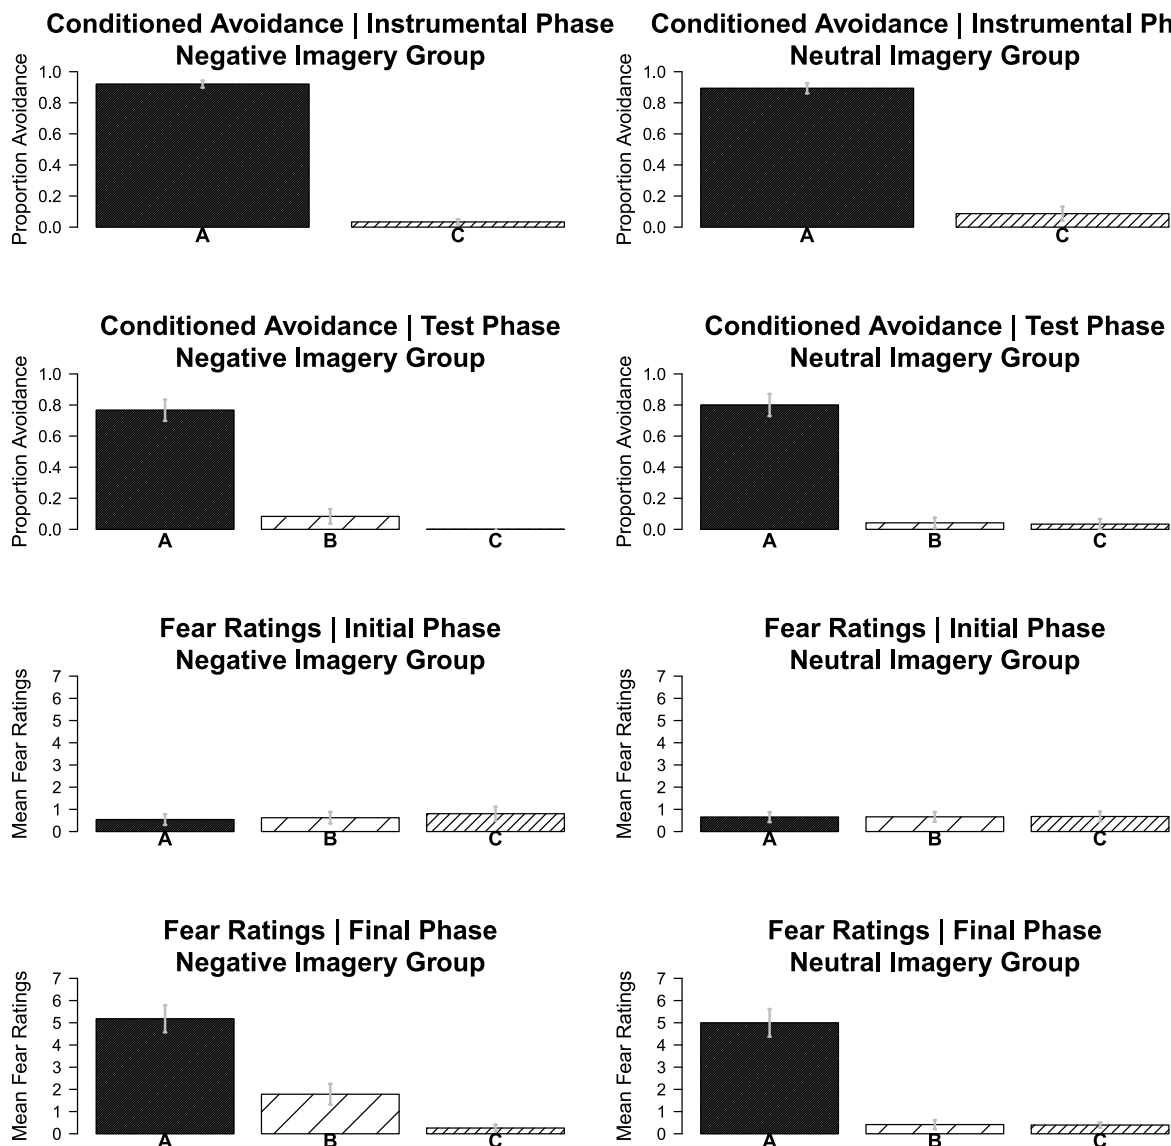 Conditioned Avoidance | Instrumental Phase
Negative Imagery Group
Proportion Avoidance
1.0
0.8
0.6
0.4
0.2
0.0
A
C
Conditioned Avoidance | Instrumental Ph
Neutral Imagery Group
Proportion Avoidance
1.0
0.8
0.6
0.4
0.2
0.0
A
C
Conditioned Avoidance | Test Phase
Negative Imagery Group
Proportion Avoidance
1.0
0.8
0.6
0.4
0.2
0.0
A
B
C
Conditioned Avoidance | Test Phase
Neutral Imagery Group
Proportion Avoidance
1.0
0.8
0.6
0.4
0.2
0.0
A
B
C
Fear Ratings | Initial Phase
Negative Imagery Group
Mean Fear Ratings
7
6
5
4
3
2
1
0
A
B
C
Fear Ratings | Initial Phase
Neutral Imagery Group
Mean Fear Ratings
7
6
5
4
3
2
1
0
A
B
C
Fear Ratings | Final Phase
Negative Imagery Group
Mean Fear Ratings
7
6
5
4
3
2
1
0
A
B
C
Fear Ratings | Final Phase
Neutral Imagery Group
Mean Fear Ratings
7
6
5
4
3
2
1
0
A
B
C